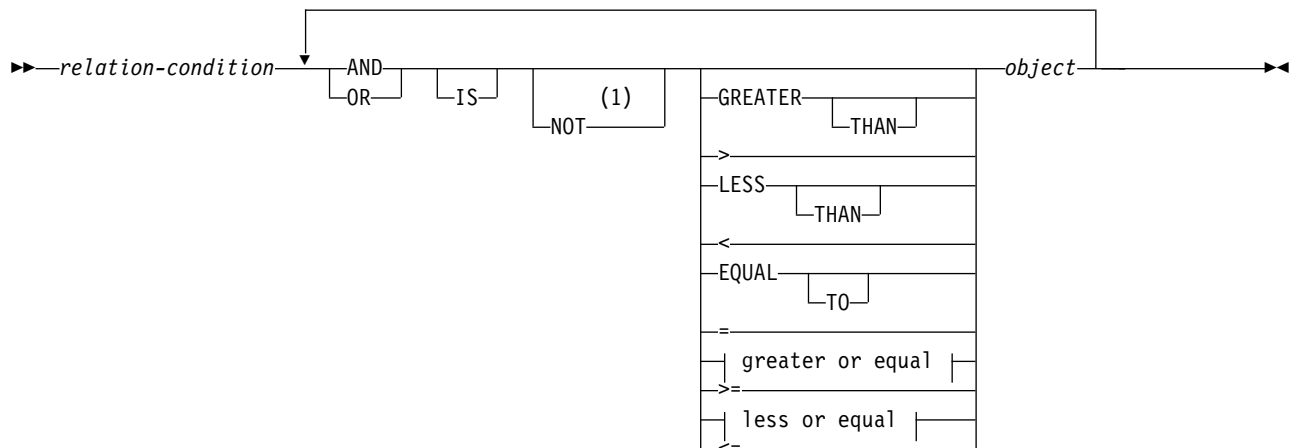 relation-condition AND object
OR IS (1) GREATER
NOT THAN
>
LESS
THAN
<
EQUAL
TO
=
greater or equal
>=
less or equal
<=